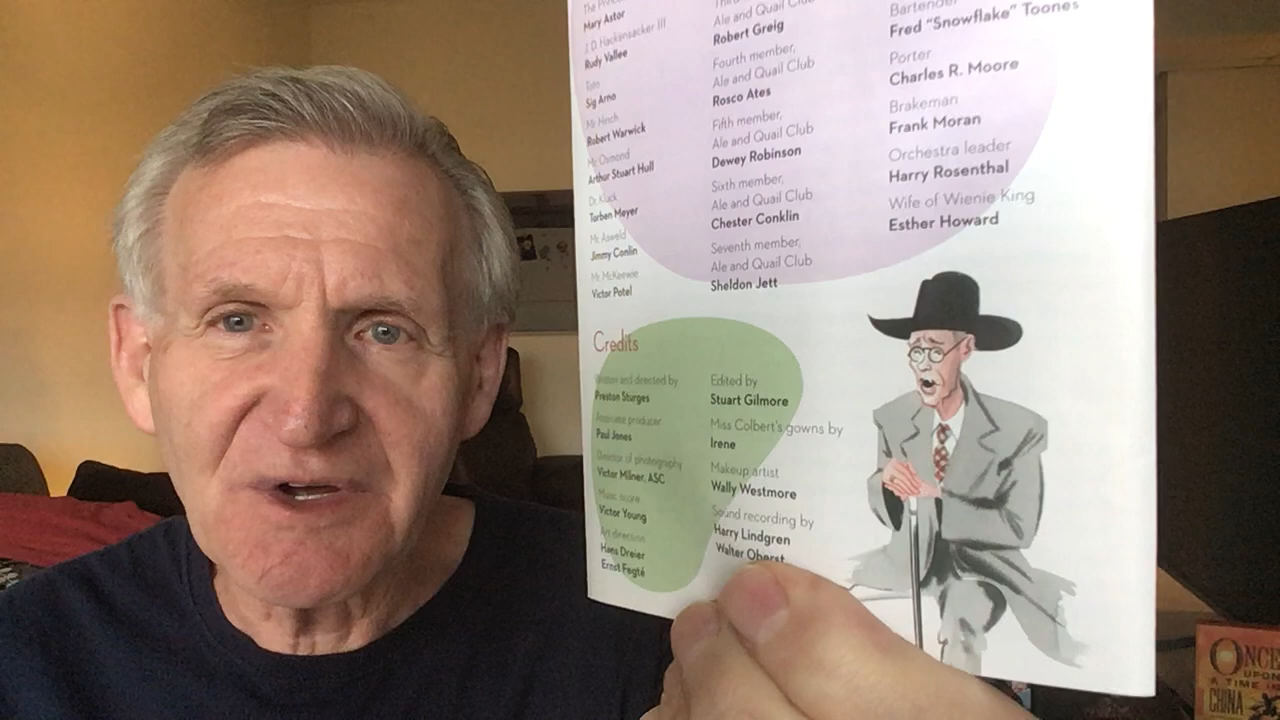 The
Mary Astor
J. D. Hackensacker III
Rudy Vallee
Toto
Sig Arno
Mr. Hinch
Robert Warwick
Mr. Osmond
Arthur Stuart Hull
Dr. Kluck
Torben Meyer
Mr. Asweld
Jimmy Conlin
Mr. McKeewie
Victor Potel
Ale and Quail Club
Robert Greig
Fourth member,
Ale and Quail Club
Rosco Ates
Fifth member,
Ale and Quail Club
Dewey Robinson
Sixth member,
Ale and Quail Club
Chester Conklin
Seventh member,
Ale and Quail Club
Sheldon Jett
Bartender
Fred “Snowflake” Toones
Porter
Charles R. Moore
Brakeman
Frank Moran
Orchestra leader
Harry Rosenthal
Wife of Wienie King
Esther Howard
Credits
Written and directed by
Preston Sturges
Associate producer
Paul Jones
Director of photography
Victor Milner, ASC
Music score
Victor Young
Art direction
Hans Dreier
Ernst Fegté
Edited by
Stuart Gilmore
Miss Colbert's gowns by
Irene
Makeup artist
Wally Westmore
Sound recording by
Harry Lindgren
Walter Oberst
ONCE
UPON
A TIME IN
CHINA